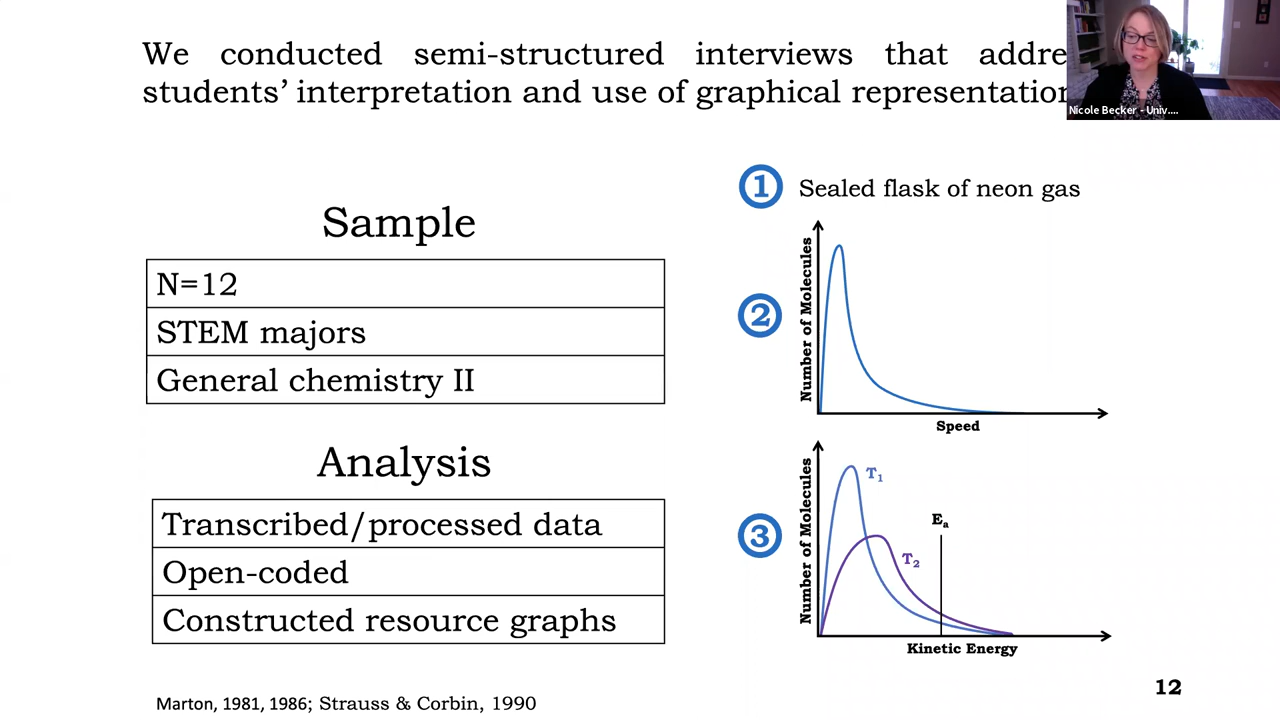 We conducted semi-structured interviews that
students' interpretation and use of graphical
Nicole Becker - Univ....
Sample
N=12
STEM majors
General chemistry II
Analysis
Transcribed/processed data
Open-coded
Constructed resource graphs
Marton, 1981, 1986; Strauss & Corbin, 1990
1 Sealed flask of neon gas
2
Number of Molecules
Speed
3
Number of Molecules
T1
T2
Ea
Kinetic Energy
12